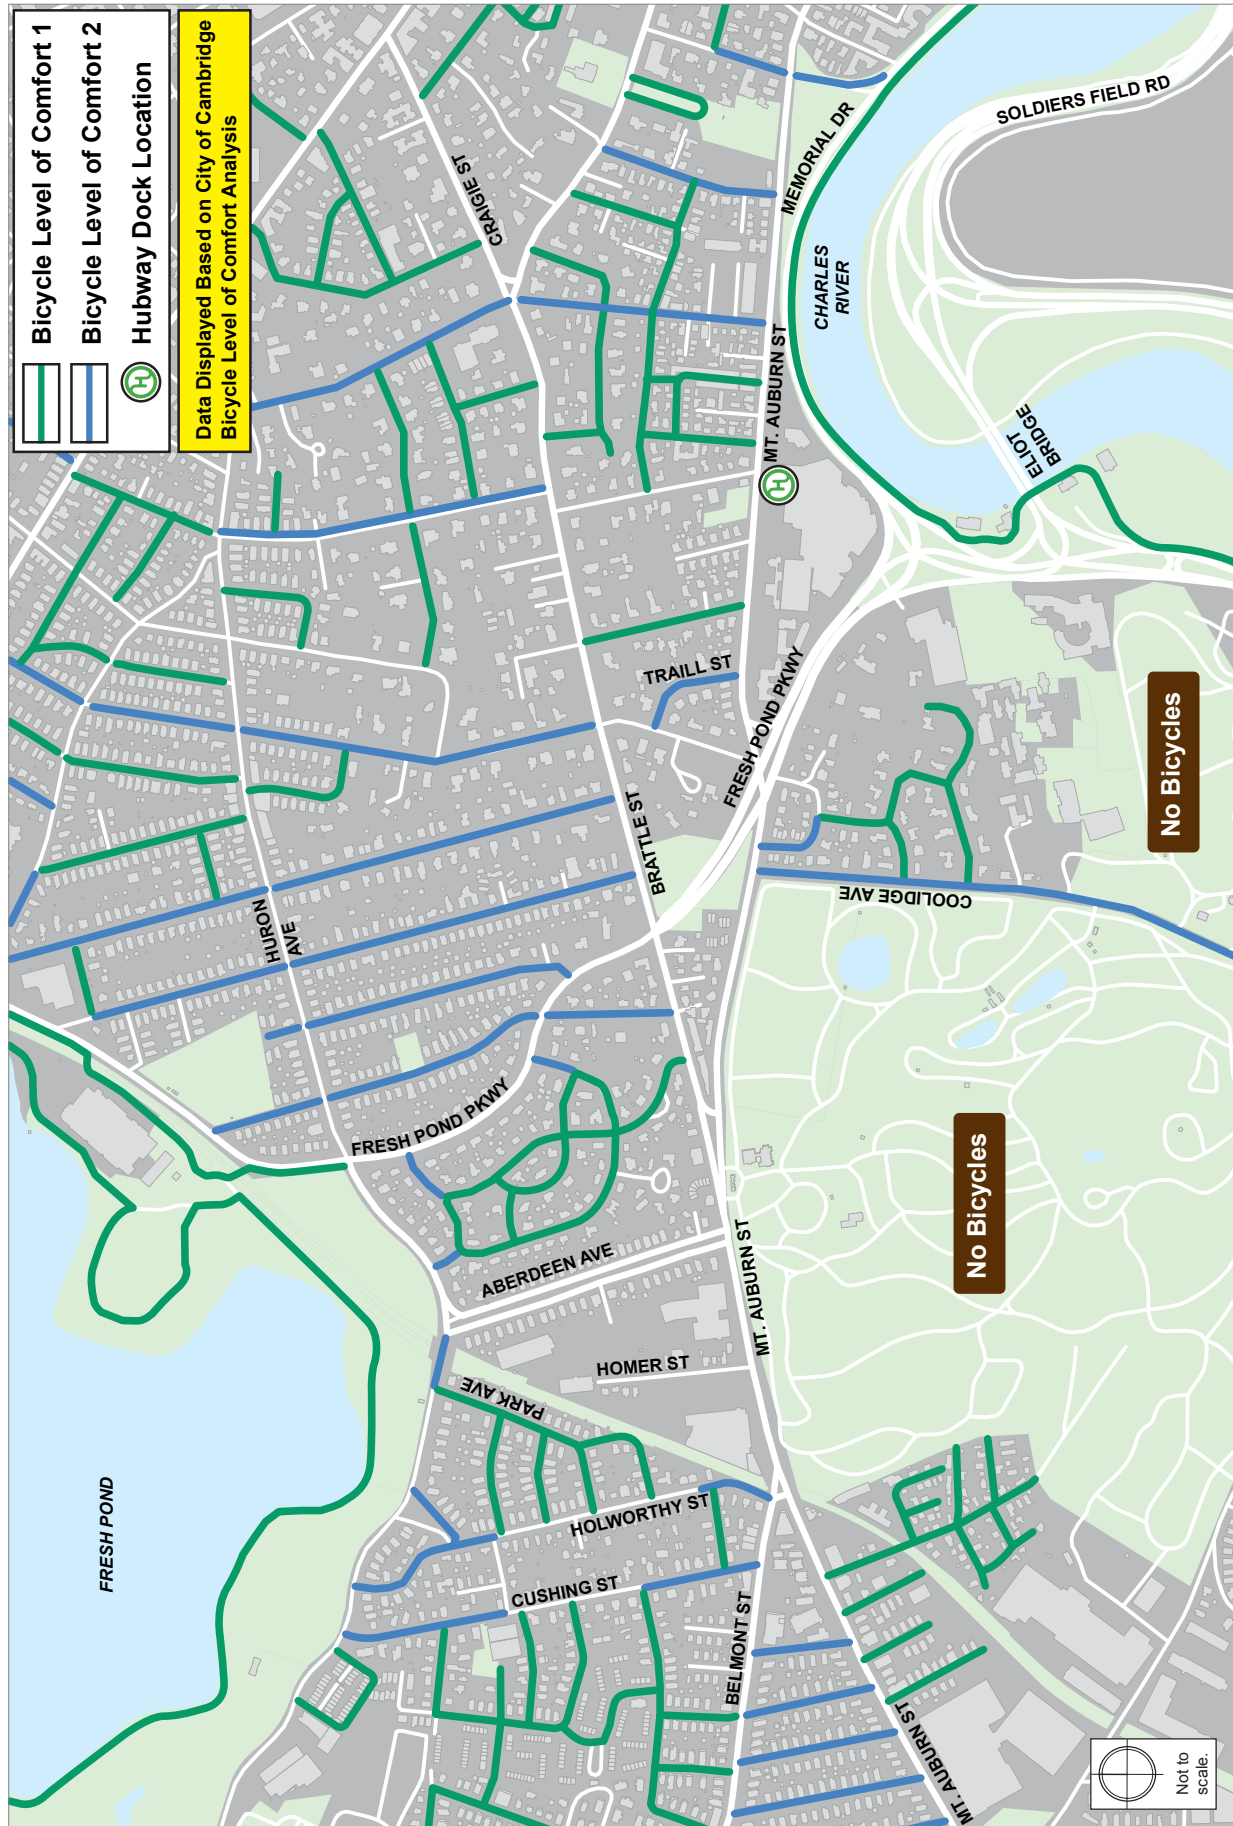 Bicycle Level of Comfort 1
Bicycle Level of Comfort 2
H
Hubway Dock Location
Data Displayed Based on City of Cambridge
Bicycle Level of Comfort Analysis
FRESH POND
HURON
AVE
CRAIGIE ST
FRESH POND PKWY
BRATTLE ST
TRAILL ST
MT. AUBURN ST
H
MEMORIAL DR
CHARLES
RIVER
SOLDIERS FIELD RD
ELIOT
BRIDGE
FRESH POND PKWY
COOLIDGE AVE
No Bicycles
ABERDEEN AVE
HOMER ST
PARK AVE
MT. AUBURN ST
No Bicycles
HOLWORTHY ST
CUSHING ST
BELMONT ST
MT. AUBURN ST
Not to
scale.